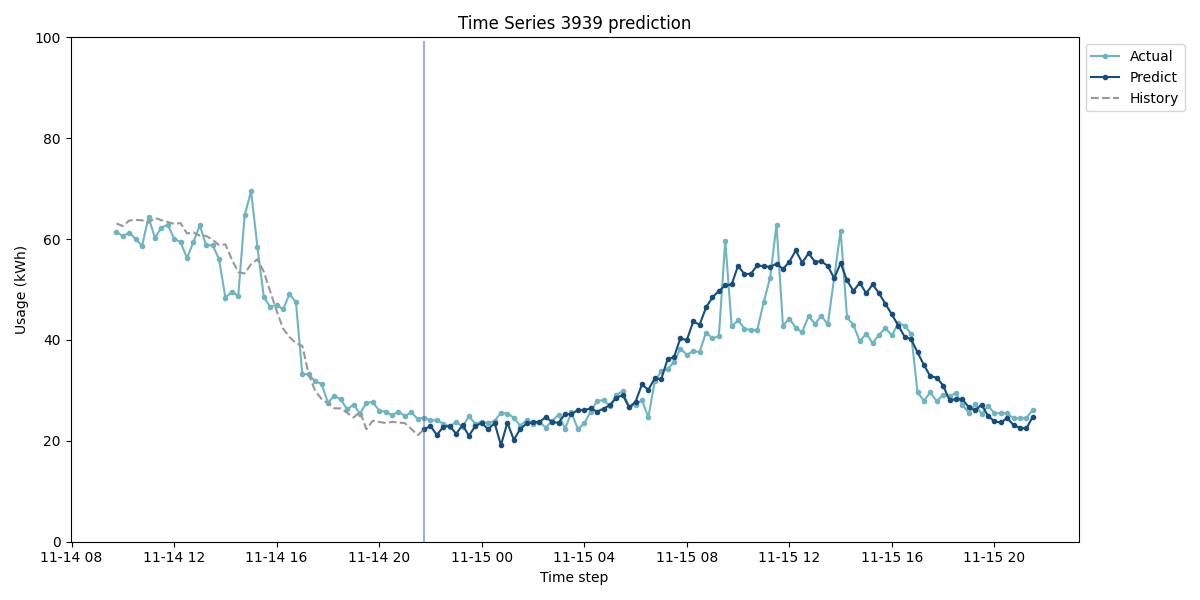 Time Series 3939 prediction
100
80
60
40
20
0
Usage (kWh)
11-14 08
11-14 12
11-14 16
11-14 20
11-15 00
11-15 04
11-15 08
11-15 12
11-15 16
11-15 20
Time step
Actual
Predict
History